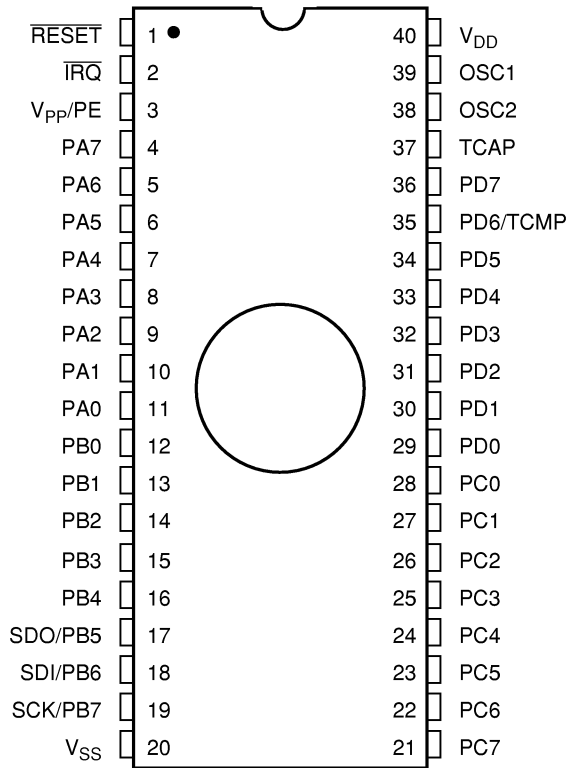 R̅E̅S̅E̅T̅ 1 40 VDD
I̅R̅Q̅ 2 39 OSC1
VPP/PE 3 38 OSC2
PA7 4 37 TCAP
PA6 5 36 PD7
PA5 6 35 PD6/TCMP
PA4 7 34 PD5
PA3 8 33 PD4
PA2 9 32 PD3
PA1 10 31 PD2
PA0 11 30 PD1
PB0 12 29 PD0
PB1 13 28 PC0
PB2 14 27 PC1
PB3 15 26 PC2
PB4 16 25 PC3
SDO/PB5 17 24 PC4
SDI/PB6 18 23 PC5
SCK/PB7 19 22 PC6
VSS 20 21 PC7